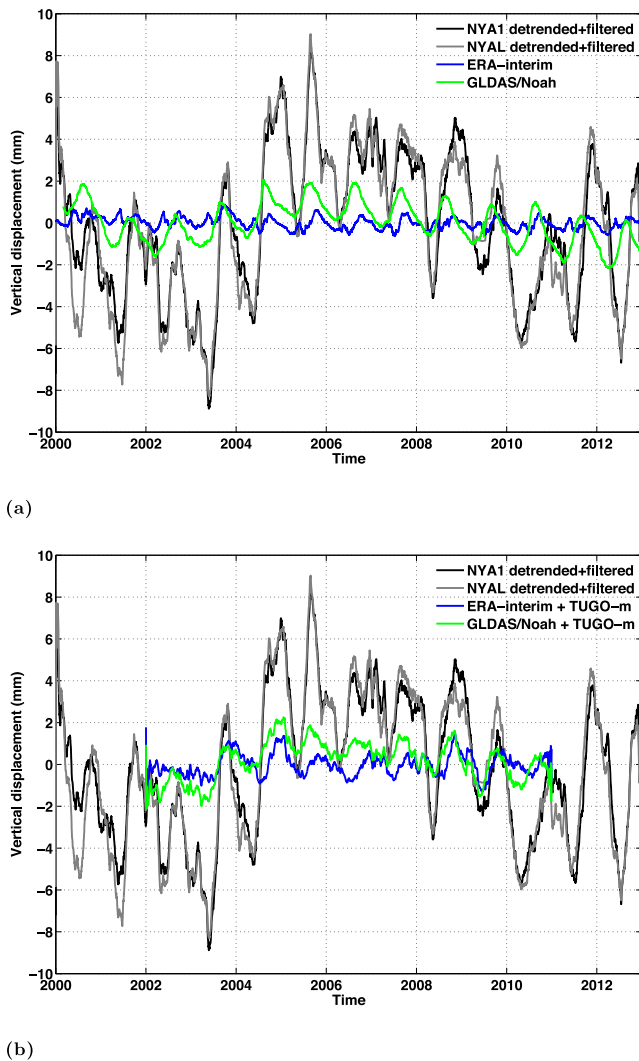 10
8
6
4
2
0
−2
−4
−6
−8
−10
Vertical displacement (mm)
NYA1 detrended+filtered
NYAL detrended+filtered
ERA−interim
GLDAS/Noah
2000 2002 2004 2006 2008 2010 2012
Time
(a)
10
8
6
4
2
0
−2
−4
−6
−8
−10
Vertical displacement (mm)
NYA1 detrended+filtered
NYAL detrended+filtered
ERA−interim + TUGO−m
GLDAS/Noah + TUGO−m
2000 2002 2004 2006 2008 2010 2012
Time
(b)